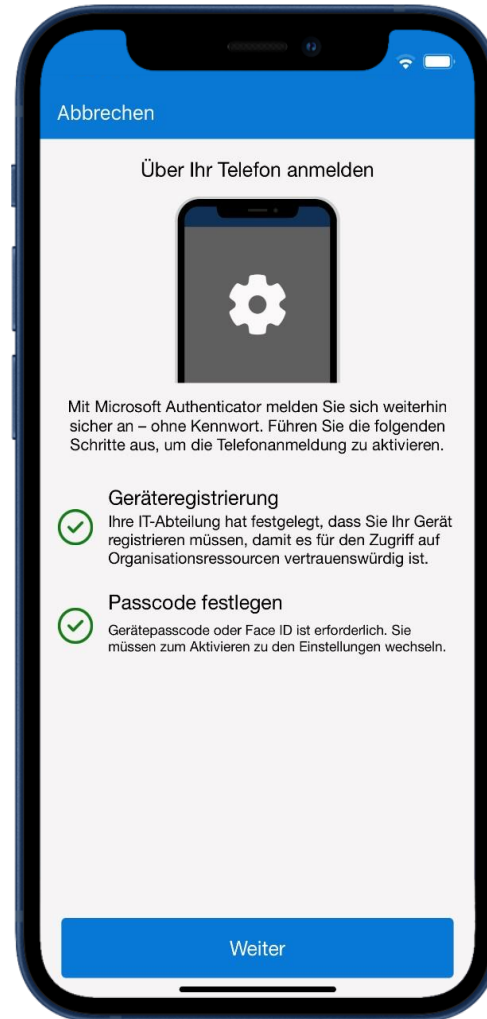 Abbrechen
Über Ihr Telefon anmelden
Mit Microsoft Authenticator melden Sie sich weiterhin
sicher an – ohne Kennwort. Führen Sie die folgenden
Schritte aus, um die Telefonanmeldung zu aktivieren.
Geräteregistrierung
Ihre IT-Abteilung hat festgelegt, dass Sie Ihr Gerät
registrieren müssen, damit es für den Zugriff auf
Organisationsressourcen vertrauenswürdig ist.
Passcode festlegen
Gerätepasscode oder Face ID ist erforderlich. Sie
müssen zum Aktivieren zu den Einstellungen wechseln.
Weiter